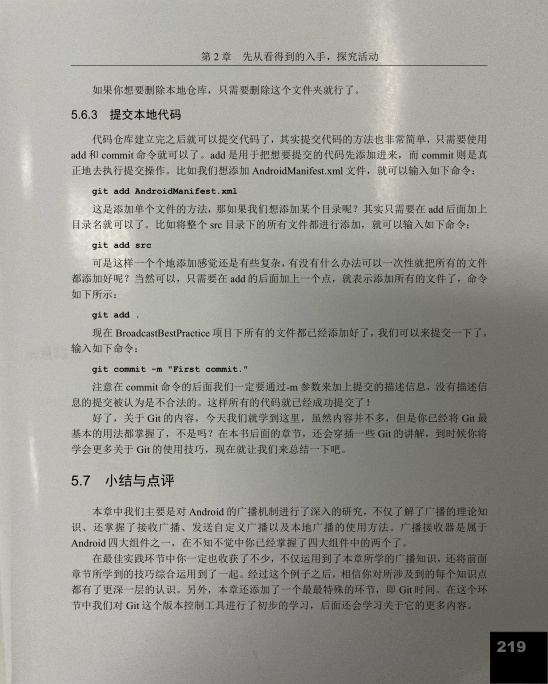 第 2 章 先从看得到的入手，探究活动
如果你想要删除本地仓库，只需要删除这个文件夹就行了。
5.6.3 提交本地代码
代码仓库建立完之后就可以提交代码了，其实提交代码的方法也非常简单，只需要使用
add 和 commit 命令就可以了。add 是用于把想要提交的代码先添加进来，而 commit 则是真
正地去执行提交操作。比如我们想添加 AndroidManifest.xml 文件，就可以输入如下命令：
git add AndroidManifest.xml
这是添加单个文件的方法，那如果我们想添加某个目录呢？其实只需要在 add 后面加上
目录名就可以了。比如将整个 src 目录下的所有文件都进行添加，就可以输入如下命令：
git add src
可是这样一个个地添加感觉还是有些复杂，有没有什么办法可以一次性就把所有的文件
都添加好呢？当然可以，只需要在 add 的后面加上一个点，就表示添加所有的文件了，命令
如下所示：
git add .
现在 BroadcastBestPractice 项目下所有的文件都已经添加好了，我们可以来提交一下了，
输入如下命令：
git commit -m "First commit."
注意在 commit 命令的后面我们一定要通过-m 参数来加上提交的描述信息，没有描述信
息的提交被认为是不合法的。这样所有的代码就已经成功提交了！
好了，关于 Git 的内容，今天我们就学到这里，虽然内容并不多，但是你已经将 Git 最
基本的用法都掌握了，不是吗？在本书后面的章节，还会穿插一些 Git 的讲解，到时候你将
学会更多关于 Git 的使用技巧，现在就让我们来总结一下吧。
5.7 小结与点评
本章中我们主要是对 Android 的广播机制进行了深入的研究，不仅了解了广播的理论知
识、还掌握了接收广播、发送自定义广播以及本地广播的使用方法。广播接收器是属于
Android 四大组件之一，在不知不觉中你已经掌握了四大组件中的两个了。
在最佳实践环节中你一定也收获了不少，不仅运用到了本章所学的广播知识，还将前面
章节所学到的技巧综合运用到了一起。经过这个例子之后，相信你对所涉及到的每个知识点
都有了更深一层的认识。另外，本章还添加了一个最最特殊的环节，即 Git 时间。在这个环
节中我们对 Git 这个版本控制工具进行了初步的学习，后面还会学习关于它的更多内容。
219